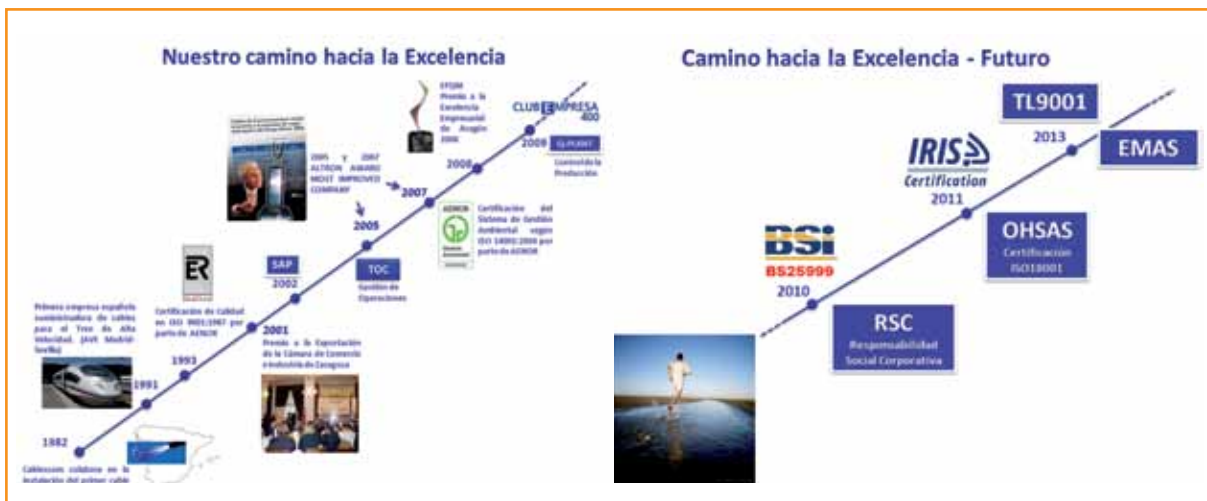 Nuestro camino hacia la Excelencia
EFQM
Premio a la
Excelencia
Empresarial
de Aragón
2008
CLUB EMPRESA
400
2009
Control de la
Producción
2008
2005 y 2007
ALTRON AWARD
MOST IMPROVED
COMPANY
2007
2005
AENOR
Certificación del
Sistema de Gestión
Ambiental según
por
parte de AENOR
TOC
Gestión de
Operaciones
SAP
2002
ER
Certificación de Calidad
en ISO 9001:1987 por
parte de AENOR
2001
Premio a la Exportación
de la Cámara de Comercio
e Industria de Zaragoza
1993
Primera empresa española
suministradora de cables
para el Tren de Alta
Velocidad. (AVE Madrid-
Sevilla)
1991
1982
Cablescom colabora en la
instalación del primer cable
Camino hacia la Excelencia - Futuro
TL9001
2013
EMAS
IRIS
Certification
2011
OHSAS
Certificación
ISO18001
BSi
BS25999
2010
RSC
Responsabilidad
Social Corporativa